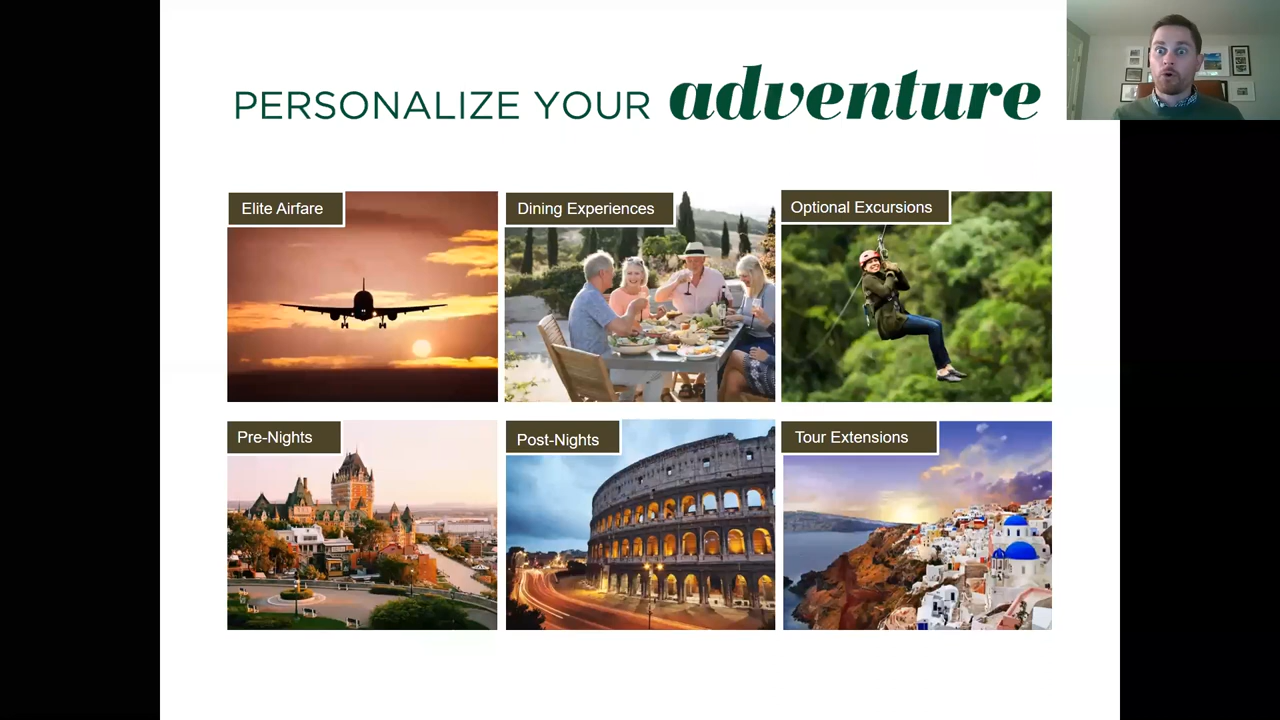 PERSONALIZE YOUR adventure
Elite Airfare
Dining Experiences
Optional Excursions
Pre-Nights
Post-Nights
Tour Extensions